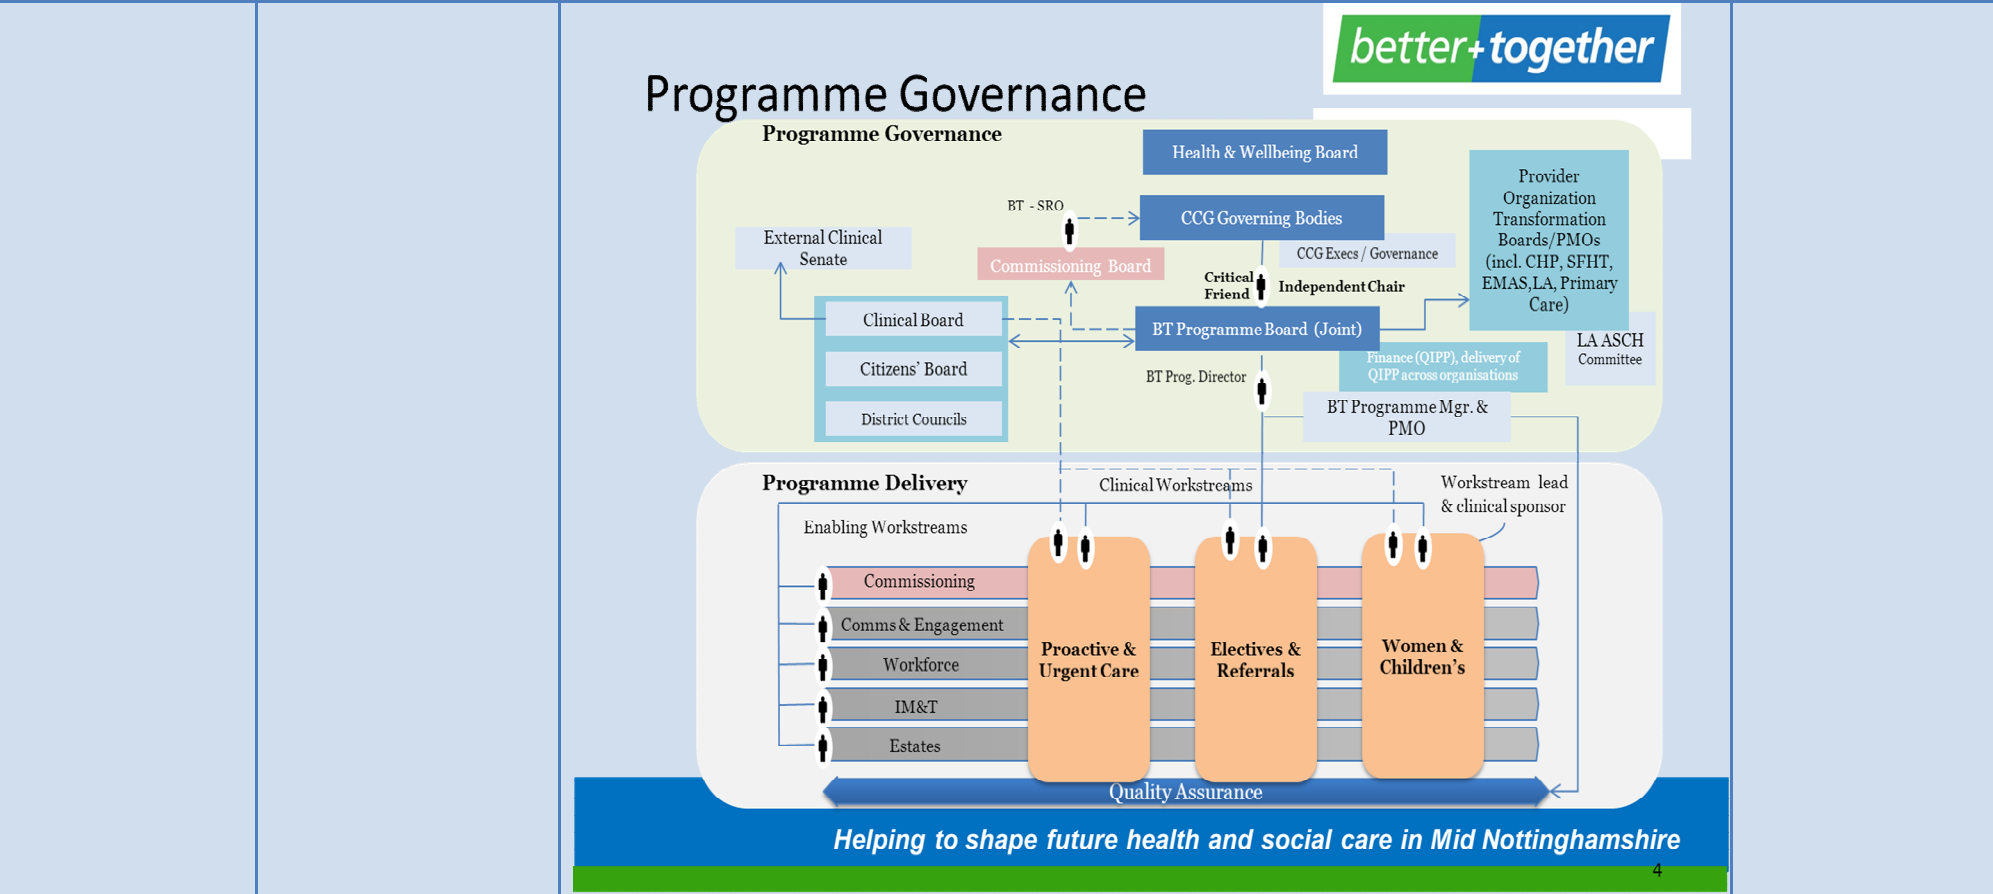 better+together
Programme Governance
Programme Governance
Health & Wellbeing Board
Provider
Organization
Transformation
Boards/PMOs
(incl. CHP, SFHT,
EMAS,LA, Primary
Care)
BT - SRO
CCG Governing Bodies
External Clinical
Senate
CCG Execs / Governance
Commissioning Board
Critical
Friend
Independent Chair
Clinical Board
BT Programme Board (Joint)
LA ASCH
Committee
Finance (QIPP), delivery of
QIPP across organisations
Citizens’ Board
BT Prog. Director
BT Programme Mgr. &
PMO
District Councils
Programme Delivery
Clinical Workstreams
Workstream lead
& clinical sponsor
Enabling Workstreams
Commissioning
Comms & Engagement
Workforce
IM&T
Estates
Proactive &
Urgent Care
Electives &
Referrals
Women &
Children’s
Quality Assurance
Helping to shape future health and social care in Mid Nottinghamshire
4